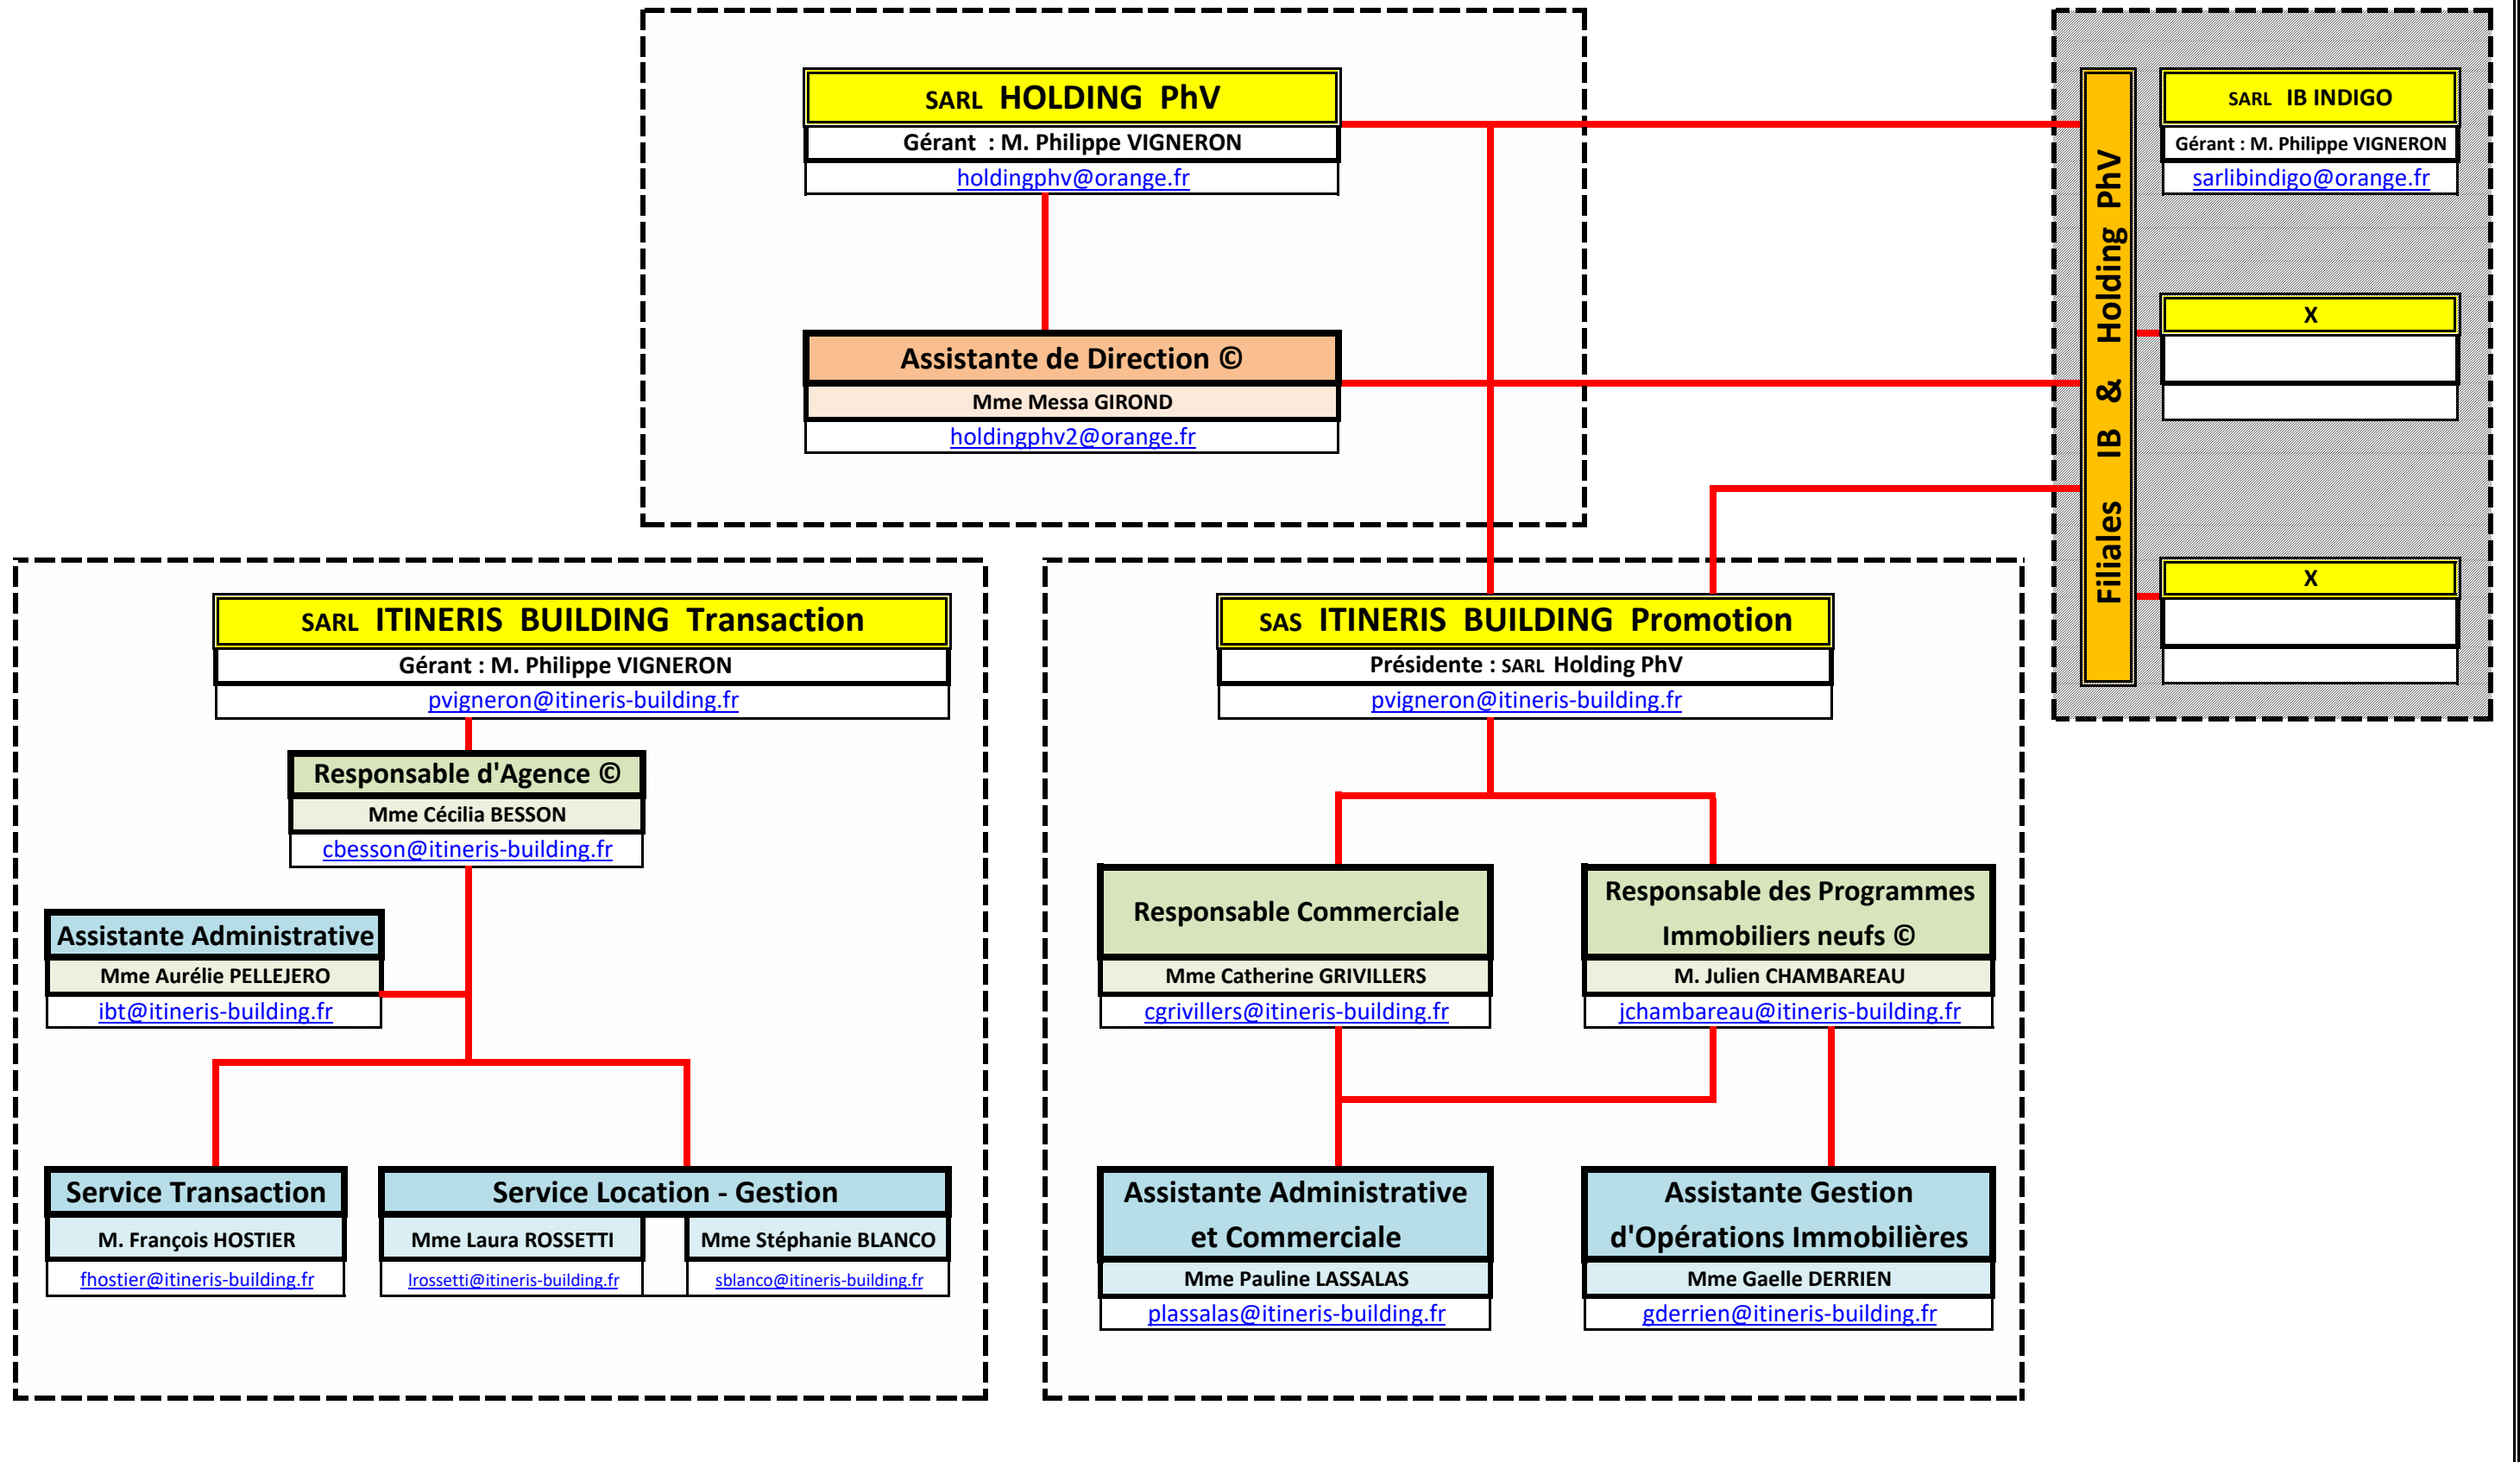 SARL HOLDING PhV
Gérant : M. Philippe VIGNERON
holdingphv@orange.fr
Assistante de Direction ©
Mme Messa GIROND
holdingphv2@orange.fr
Filiales IB & Holding PhV
SARL IB INDIGO
Gérant : M. Philippe VIGNERON
sarlibindigo@orange.fr
X
X
SARL ITINERIS BUILDING Transaction
Gérant : M. Philippe VIGNERON
pvigneron@itineris-building.fr
Responsable d'Agence ©
Mme Cécilia BESSON
cbesson@itineris-building.fr
Assistante Administrative
Mme Aurélie PELLEJERO
ibt@itineris-building.fr
Service Transaction
M. François HOSTIER
fhostier@itineris-building.fr
Service Location - Gestion
Mme Laura ROSSETTI
lrossetti@itineris-building.fr
Mme Stéphanie BLANCO
sblanco@itineris-building.fr
SAS ITINERIS BUILDING Promotion
Présidente : SARL Holding PhV
pvigneron@itineris-building.fr
Responsable Commerciale
Mme Catherine GRIVILLERS
cgrivillers@itineris-building.fr
Responsable des Programmes
Immobiliers neufs ©
M. Julien CHAMBAREAU
jchambareau@itineris-building.fr
Assistante Administrative
et Commerciale
Mme Pauline LASSALAS
plassalas@itineris-building.fr
Assistante Gestion
d'Opérations Immobilières
Mme Gaelle DERRIEN
gderrien@itineris-building.fr